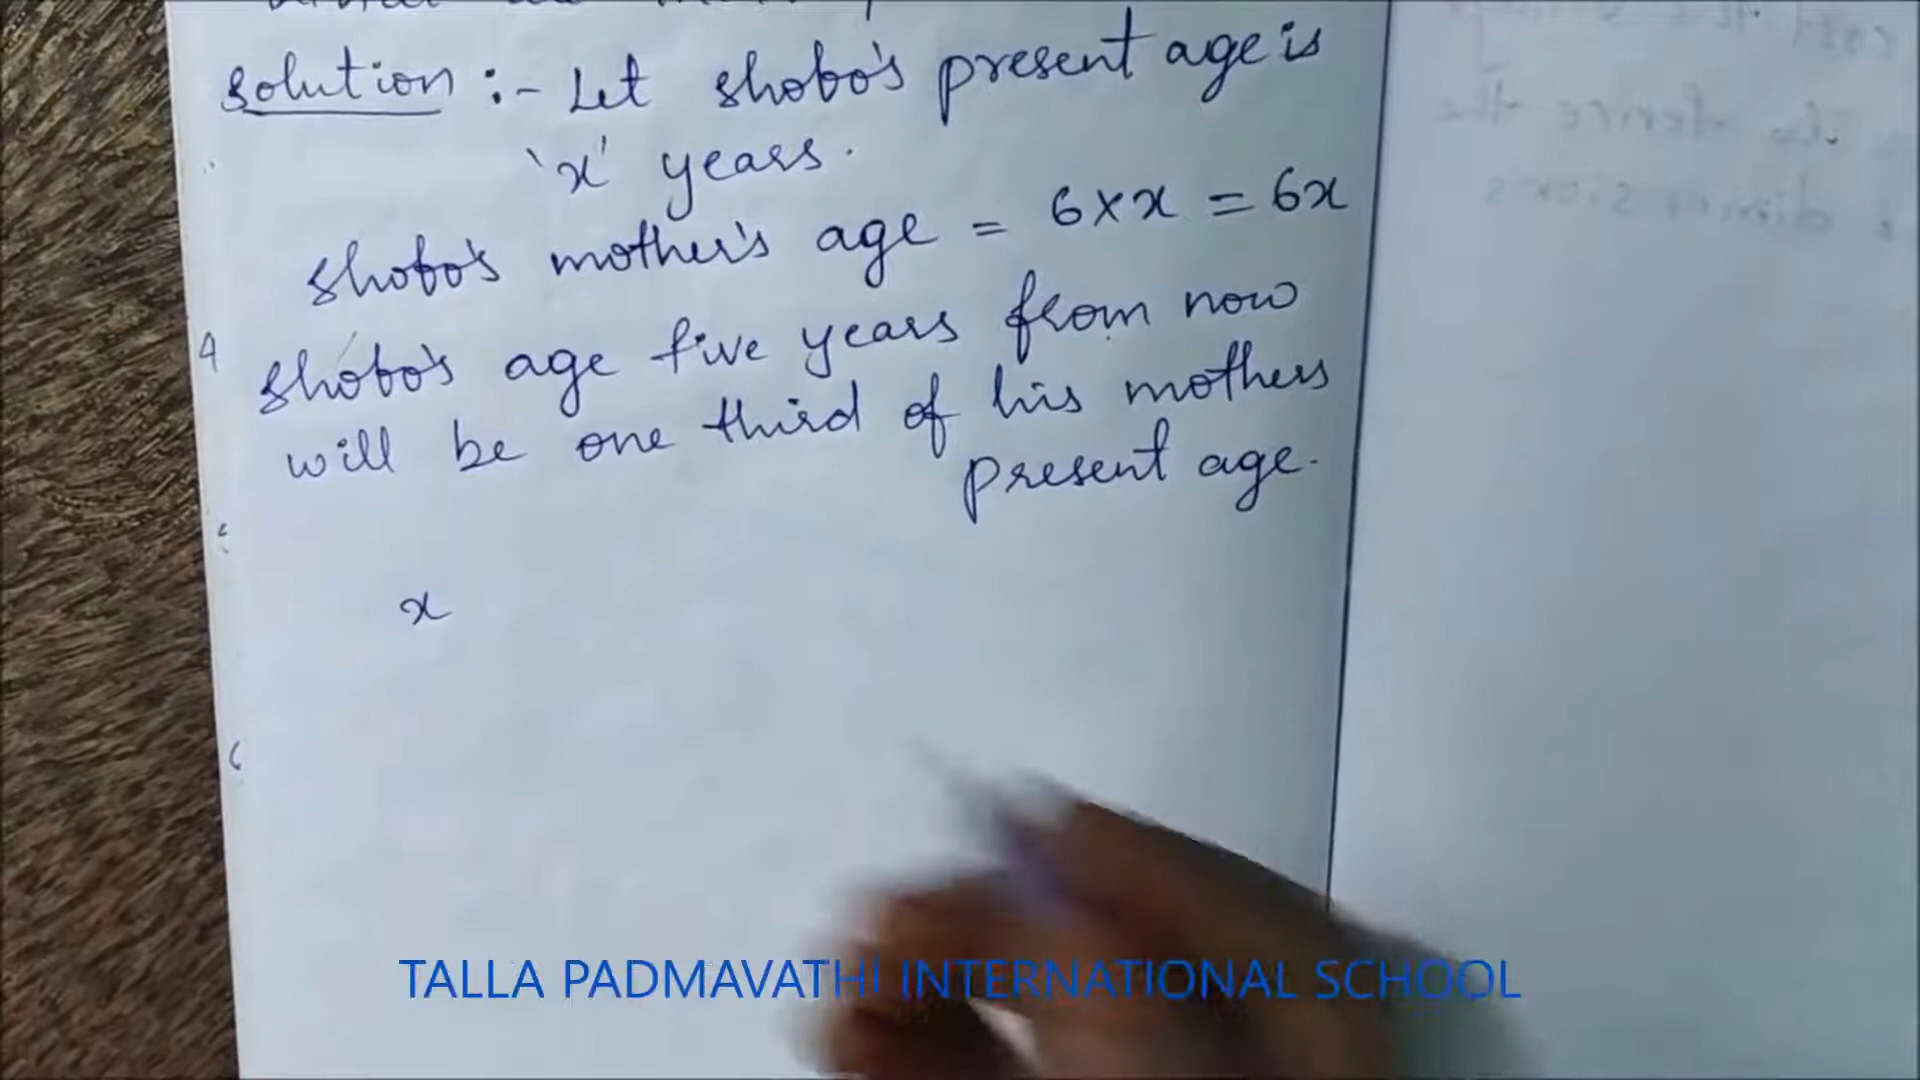 solution :- Let shobo's present age is
'x' years.
shobo's mother's age = 6×x = 6x
shobo's age five years from now
will be one third of his mothers
present age.
x
TALLA PADMAVATHI INTERNATIONAL SCHOOL